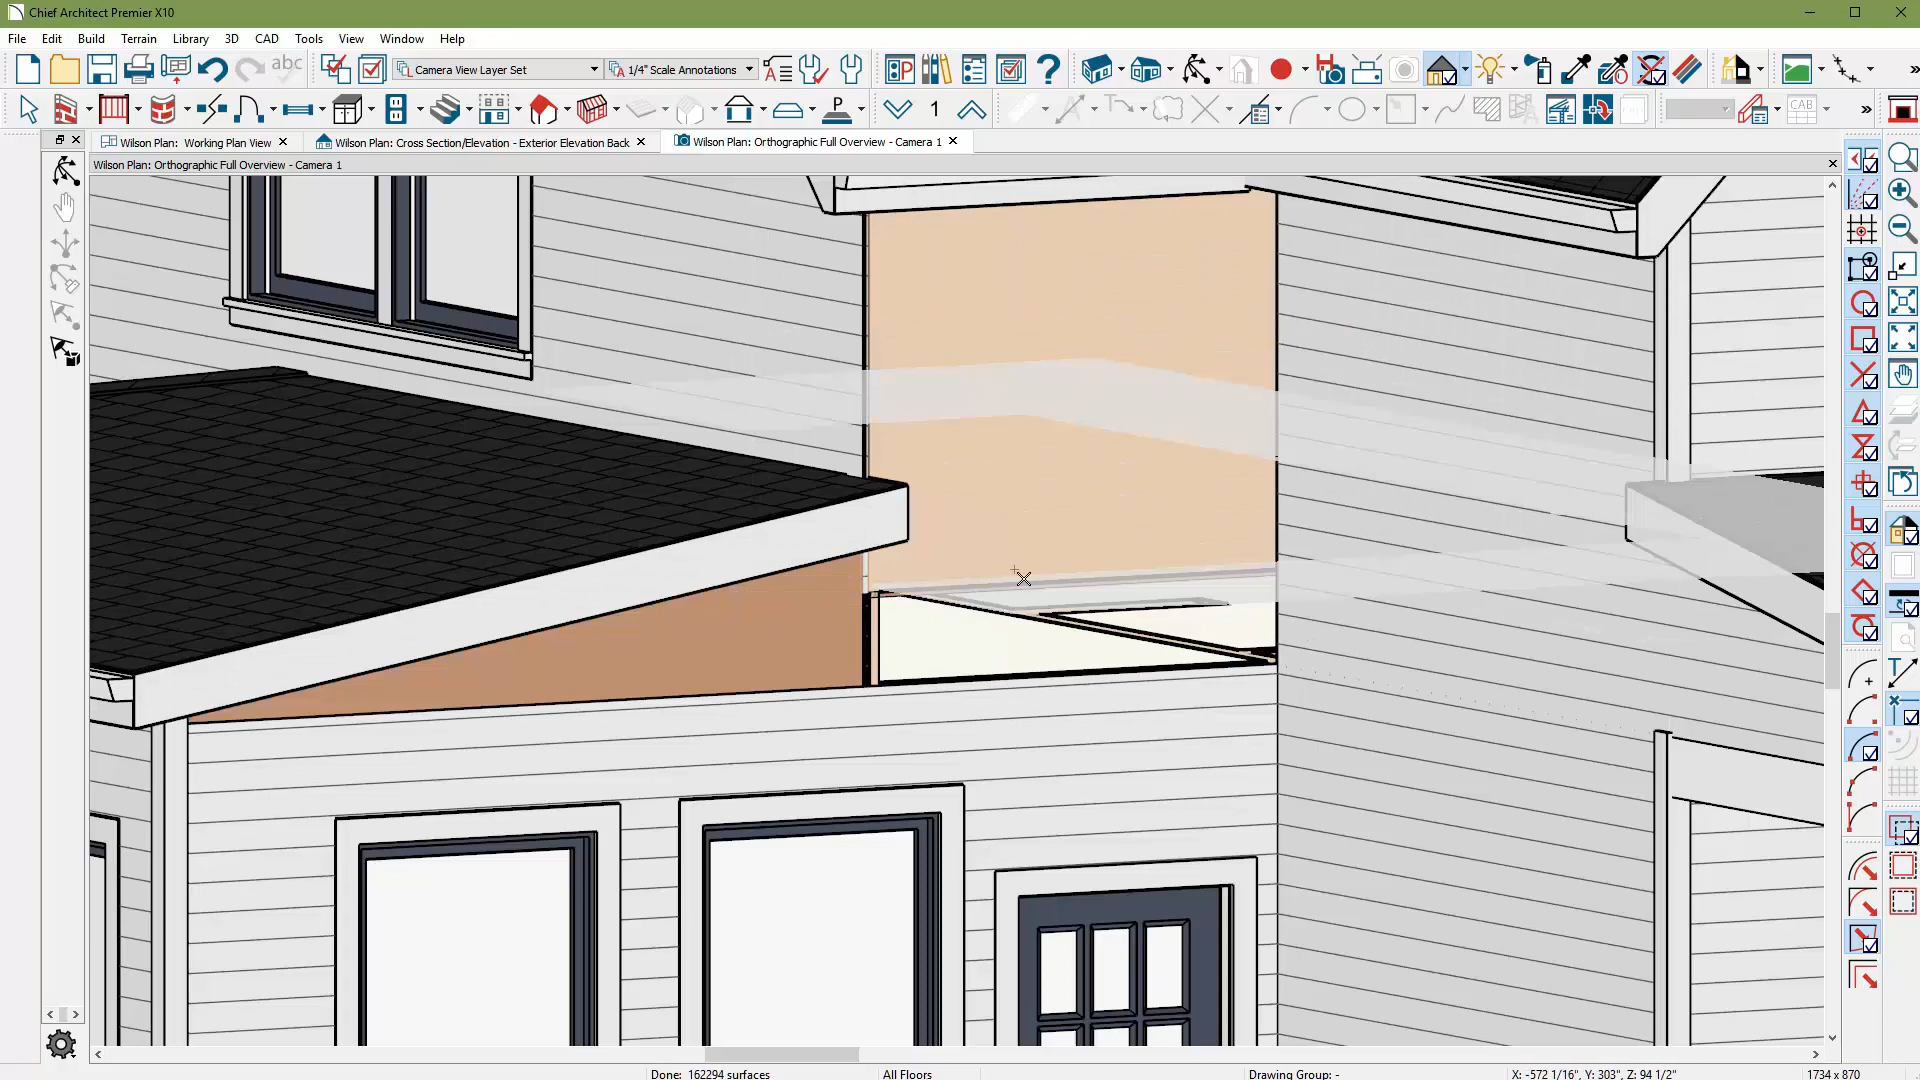 Chief Architect Premier X10
File Edit Build Terrain Library 3D CAD Tools View Window Help
abc Camera View Layer Set 1/4" Scale Annotations A P ?
P 1 A T CAB
Wilson Plan: Working Plan View Wilson Plan: Cross Section/Elevation - Exterior Elevation Back Wilson Plan: Orthographic Full Overview - Camera 1
Wilson Plan: Orthographic Full Overview - Camera 1
T
Done: 162294 surfaces All Floors Drawing Group: - X: -572 1/16", Y: 303", Z: 94 1/2" 1734 x 870